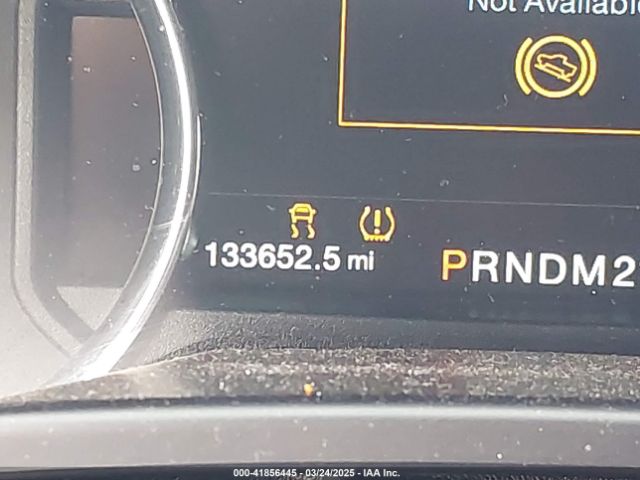 Not Available
133652.5 mi
PRNDM2
000-41856445 - 03/24/2025 - IAA Inc.